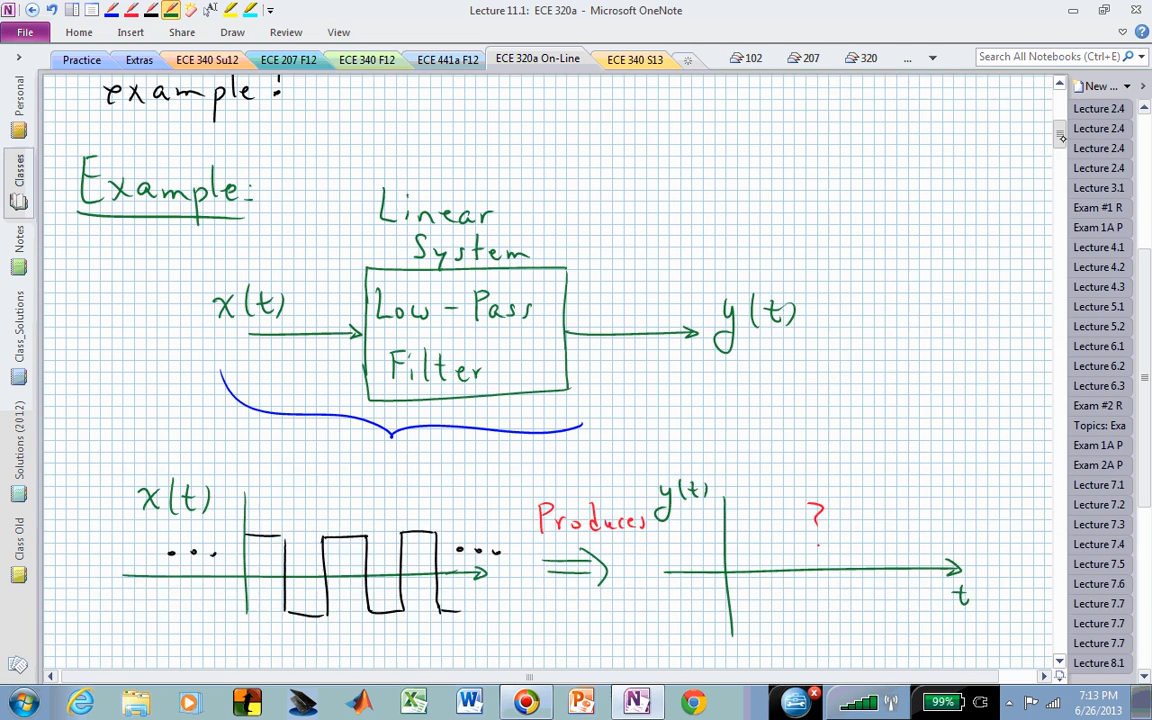 Lecture 11.1: ECE 320a - Microsoft OneNote
File Home Insert Share Draw Review View
Practice Extras ECE 340 Su12 ECE 207 F12 ECE 340 F12 ECE 441a F12 ECE 320a On-Line ECE 340 S13 102 207 320 ... Search All Notebooks (Ctrl+E)
Personal
Classes
Notes
Class_Solutions
Solutions (2012)
Class Old
example!
Example:
Linear
System
x(t) Low-Pass y(t)
Filter
x(t) Produces y(t) ?
... ...
t
New ...
Lecture 2.4
Lecture 2.4
Lecture 2.4
Lecture 2.4
Lecture 3.1
Exam #1 R
Exam 1A P
Lecture 4.1
Lecture 4.2
Lecture 4.3
Lecture 5.1
Lecture 5.2
Lecture 6.1
Lecture 6.2
Lecture 6.3
Exam #2 R
Topics: Exa
Exam 1A P
Exam 2A P
Lecture 7.1
Lecture 7.2
Lecture 7.3
Lecture 7.4
Lecture 7.5
Lecture 7.6
Lecture 7.7
Lecture 7.7
Lecture 7.7
Lecture 8.1
99% 7:13 PM
6/26/2013